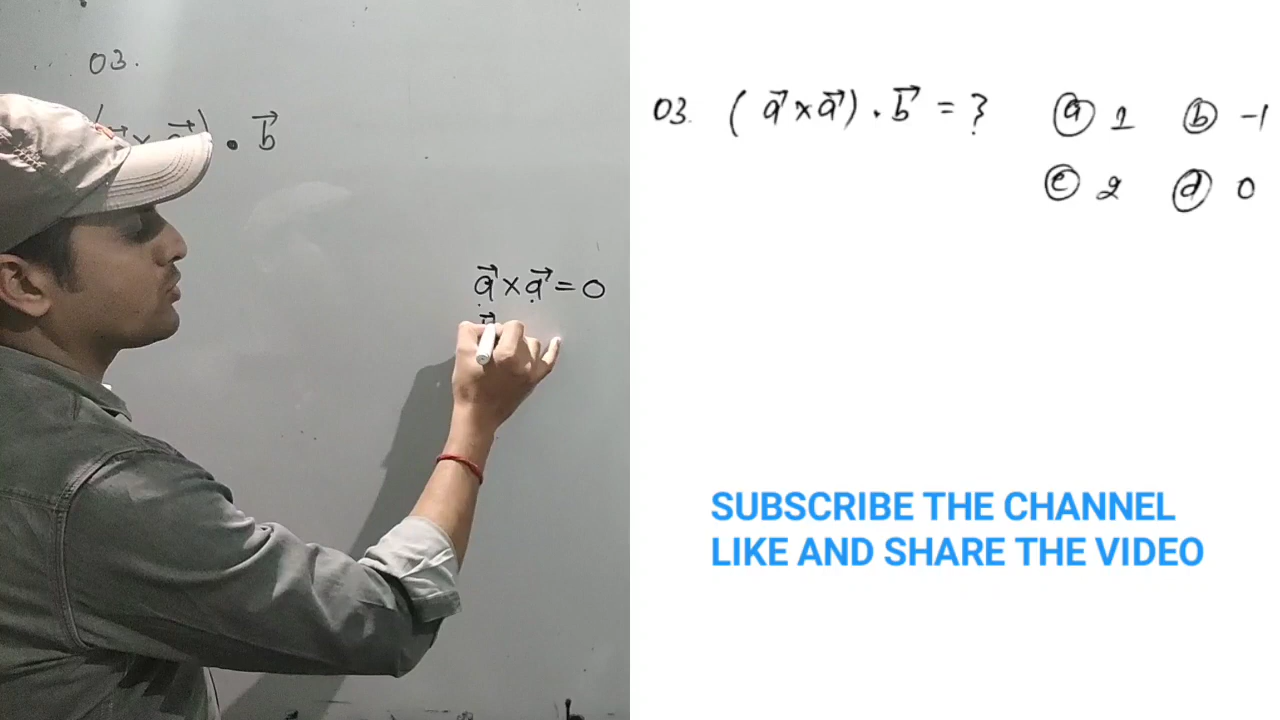 03.
(a⃗ × a⃗) . b⃗
a⃗ × a⃗ = 0
03. (a⃗ × a⃗) . b⃗ = ? ⓐ 1 ⓑ -1
ⓒ 2 ⓓ 0
SUBSCRIBE THE CHANNEL
LIKE AND SHARE THE VIDEO